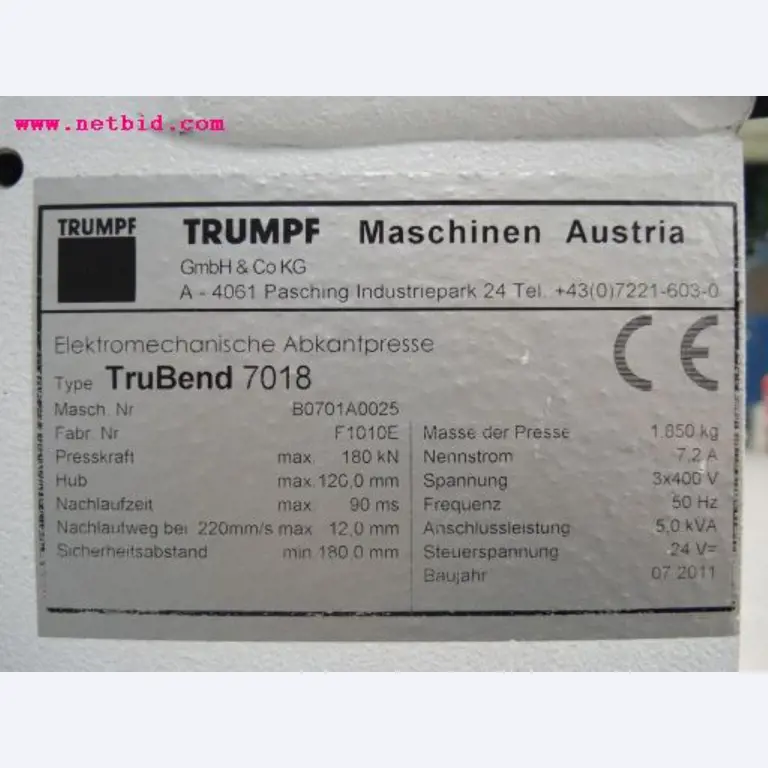 www.netbid.com
TRUMPF
TRUMPF Maschinen Austria
GmbH & Co KG
A - 4061 Pasching Industriepark 24 Tel. +43(0)7221-603-0
Elektromechanische Abkantpresse
Type TruBend 7018
CE
Masch. Nr B0701A0025
Fabr. Nr F1010E
Presskraft max. 180 kN
Hub max. 120,0 mm
Nachlaufzeit max 90 ms
Nachlaufweg bei 220mm/s max 12,0 mm
Sicherheitsabstand min 180.0 mm
Masse der Presse 1.850 kg
Nennstrom 7,2 A
Spannung 3x400 V
Frequenz 50 Hz
Anschlussleistung 5,0 kVA
Steuerspannung 24 V=
Baujahr 07 2011